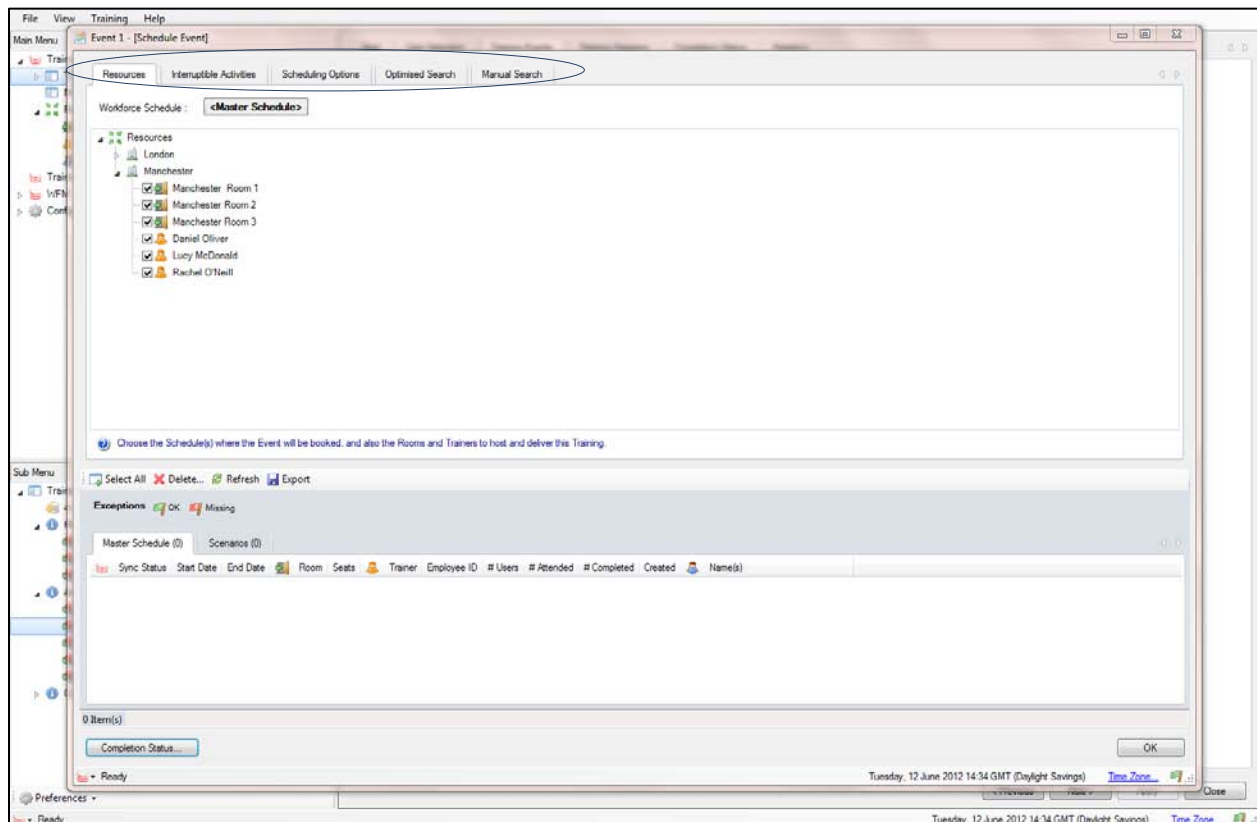 File View Training Help
Main Menu
Event 1 - [Schedule Event]
Resources Interruptible Activities Scheduling Options Optimised Search Manual Search
Workforce Schedule : <Master Schedule>
Resources
London
Manchester
Manchester Room 1
Manchester Room 2
Manchester Room 3
Daniel Oliver
Lucy McDonald
Rachel O'Neill
Choose the Schedule(s) where the Event will be booked, and also the Rooms and Trainers to host and deliver this Training.
Sub Menu
Select All Delete... Refresh Export
Exceptions OK Missing
Master Schedule (0) Scenarios (0)
Sync Status Start Date End Date Room Seats Trainer Employee ID # Users # Attended # Completed Created Name(s)
0 Item(s)
Completion Status... OK
Ready Tuesday, 12 June 2012 14:34 GMT (Daylight Savings) Time Zone...
Preferences Close
Ready Tuesday, 12 June 2012 14:34 GMT (Daylight Savings) Time Zone...